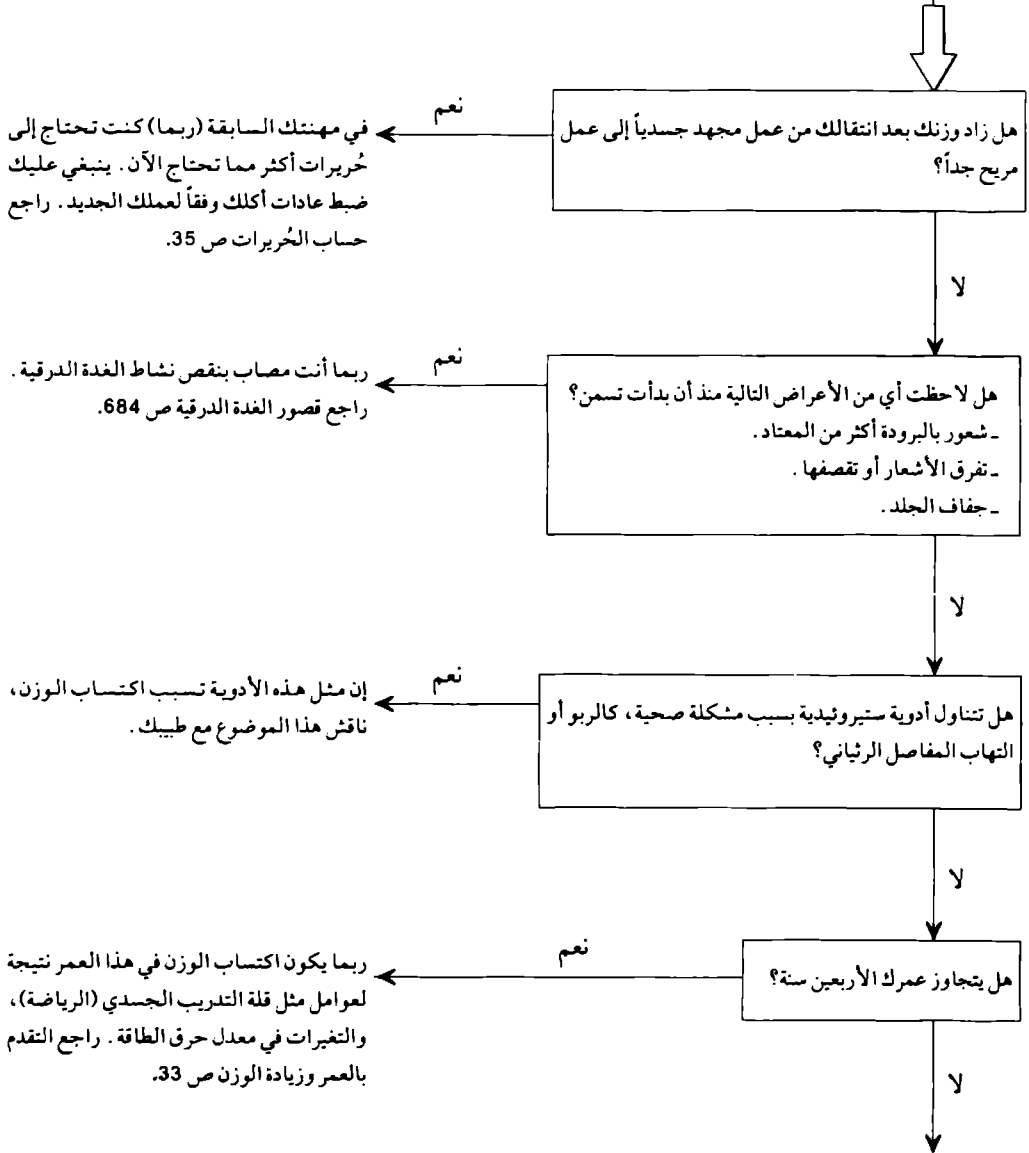 هل زاد وزنك بعد انتقالك من عمل مجهد جسدياً إلى عمل
مريح جداً؟
نعم
في مهنتك السابقة (ربما) كنت تحتاج إلى
حُريرات أكثر مما تحتاج الآن. ينبغي عليك
ضبط عادات أكلك وفقاً لعملك الجديد. راجع
حساب الحُريرات ص 35.
لا
هل لاحظت أي من الأعراض التالية منذ أن بدأت تسمن؟
ـ شعور بالبرودة أكثر من المعتاد.
ـ تفرق الأشعار أو تقصفها.
ـ جفاف الجلد.
نعم
ربما أنت مصاب بنقص نشاط الغدة الدرقية.
راجع قصور الغدة الدرقية ص 684.
لا
هل تتناول أدوية ستيروئيدية بسبب مشكلة صحية، كالربو أو
التهاب المفاصل الرثياني؟
نعم
إن مثل هذه الأدوية تسبب اكتساب الوزن،
ناقش هذا الموضوع مع طبيبك.
لا
هل يتجاوز عمرك الأربعين سنة؟
نعم
ربما يكون اكتساب الوزن في هذا العمر نتيجة
لعوامل مثل قلة التدريب الجسدي (الرياضة)،
والتغيرات في معدل حرق الطاقة. راجع التقدم
بالعمر وزيادة الوزن ص 33.
لا